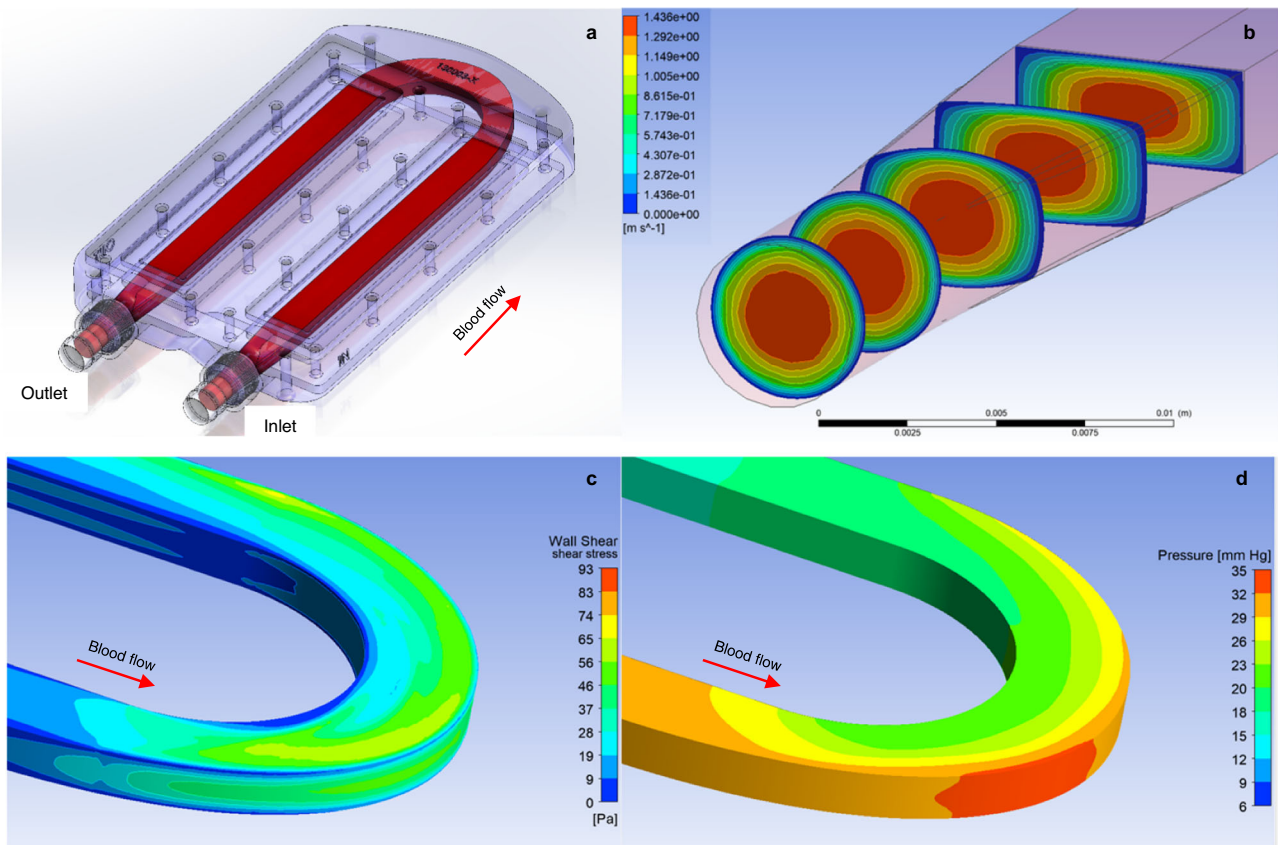 a
Blood flow
Outlet
Inlet
b
1.436e+00
1.292e+00
1.149e+00
1.005e+00
8.615e-01
7.179e-01
5.743e-01
4.307e-01
2.872e-01
1.436e-01
0.000e+00
[m s^-1]
0 0.005 0.01 (m)
0.0025 0.0075
c
Wall Shear
shear stress
93
83
74
65
56
46
37
28
19
9
0
[Pa]
Blood flow
d
Pressure [mm Hg]
35
32
29
26
23
20
18
15
12
9
6
Blood flow